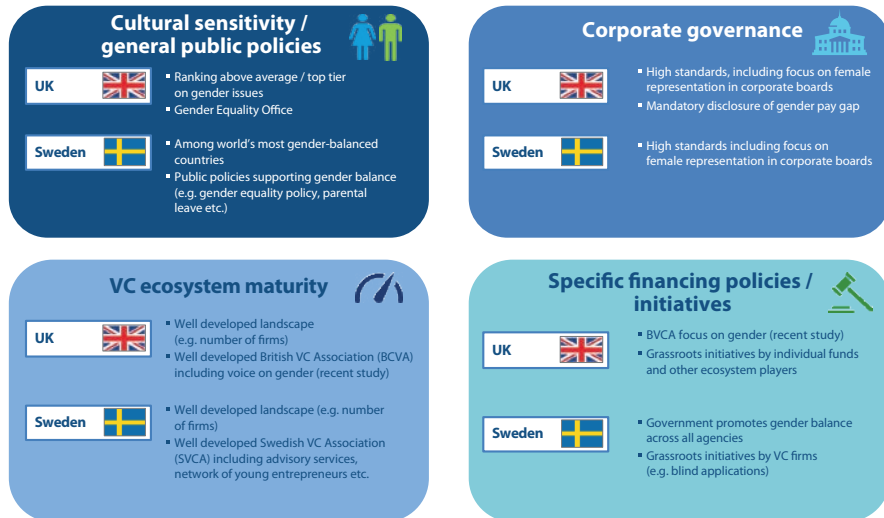 Cultural sensitivity /
general public policies
UK
▪ Ranking above average / top tier
on gender issues
▪ Gender Equality Office
Sweden
▪ Among world's most gender-balanced
countries
▪ Public policies supporting gender balance
(e.g. gender equality policy, parental
leave etc.)
Corporate governance
UK
▪ High standards, including focus on female
representation in corporate boards
▪ Mandatory disclosure of gender pay gap
Sweden
▪ High standards including focus on
female representation in corporate boards
VC ecosystem maturity
UK
▪ Well developed landscape
(e.g. number of firms)
▪ Well developed British VC Association (BCVA)
including voice on gender (recent study)
Sweden
▪ Well developed landscape (e.g. number
of firms)
▪ Well developed Swedish VC Association
(SVCA) including advisory services,
network of young entrepreneurs etc.
Specific financing policies /
initiatives
UK
▪ BVCA focus on gender (recent study)
▪ Grassroots initiatives by individual funds
and other ecosystem players
Sweden
▪ Government promotes gender balance
across all agencies
▪ Grassroots initiatives by VC firms
(e.g. blind applications)